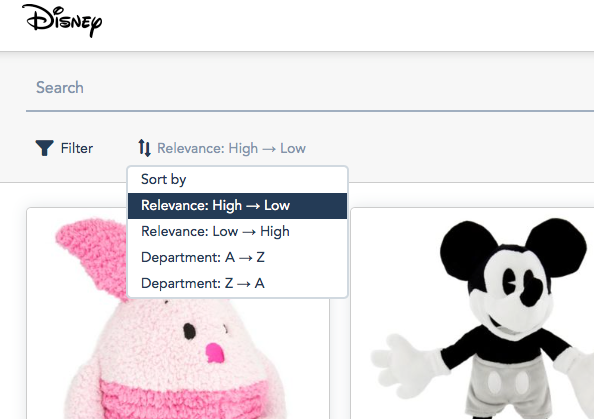 Disney
Search
Filter
Relevance: High → Low
Sort by
Relevance: High → Low
Relevance: Low → High
Department: A → Z
Department: Z → A